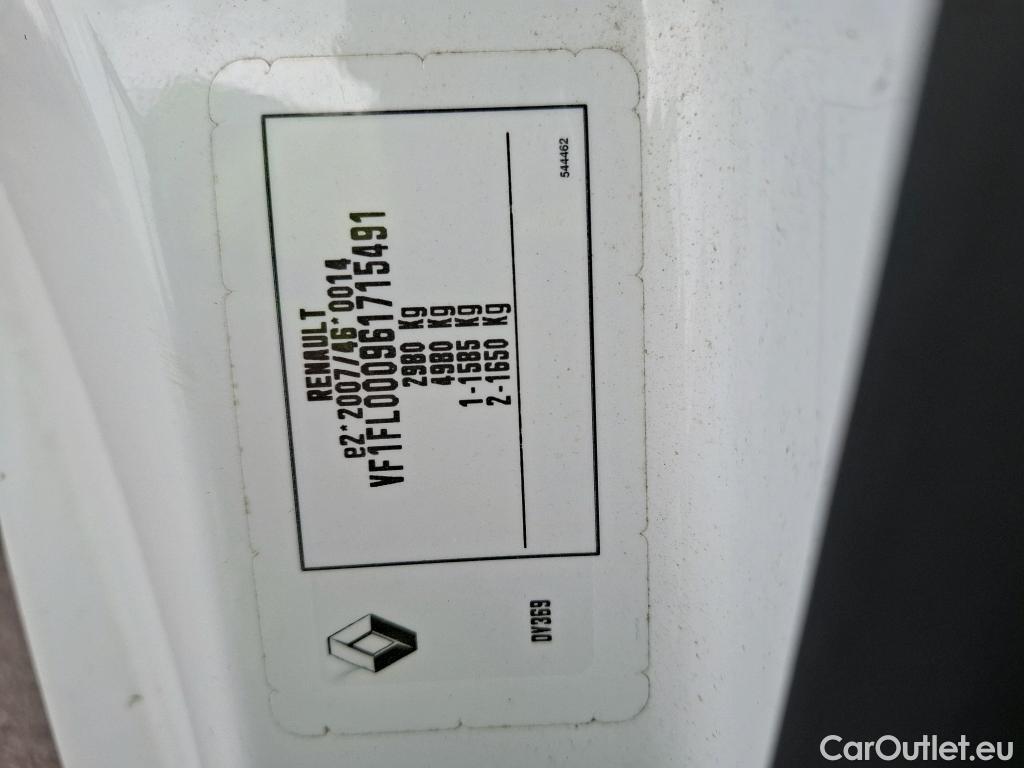 RENAULT
e2*2007/46*0014
VF1FL000961715491
2980 Kg
4980 Kg
1-1585 Kg
2-1650 Kg
544462
DV369
CarOutlet.eu